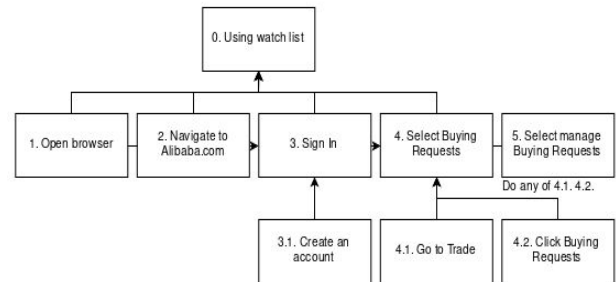 0. Using watch list
1. Open browser
2. Navigate to
Alibaba.com
3. Sign In
4. Select Buying
Requests
5. Select manage
Buying Requests
Do any of 4.1. 4.2.
3.1. Create an
account
4.1. Go to Trade
4.2. Click Buying
Requests